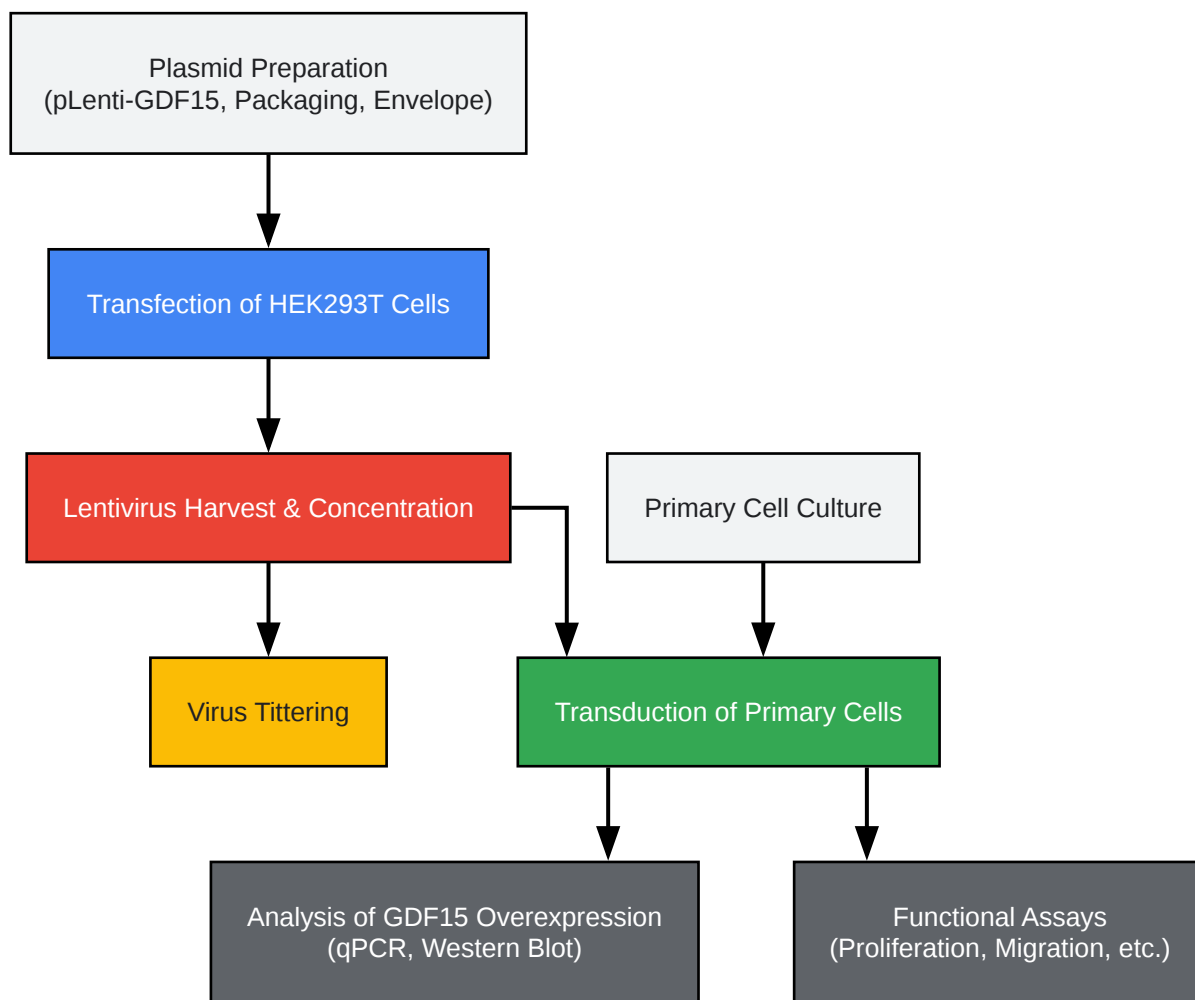 Plasmid Preparation
(pLenti-GDF15, Packaging, Envelope)
Transfection of HEK293T Cells
Lentivirus Harvest & Concentration
Primary Cell Culture
Virus Tittering
Transduction of Primary Cells
Analysis of GDF15 Overexpression
(qPCR, Western Blot)
Functional Assays
(Proliferation, Migration, etc.)